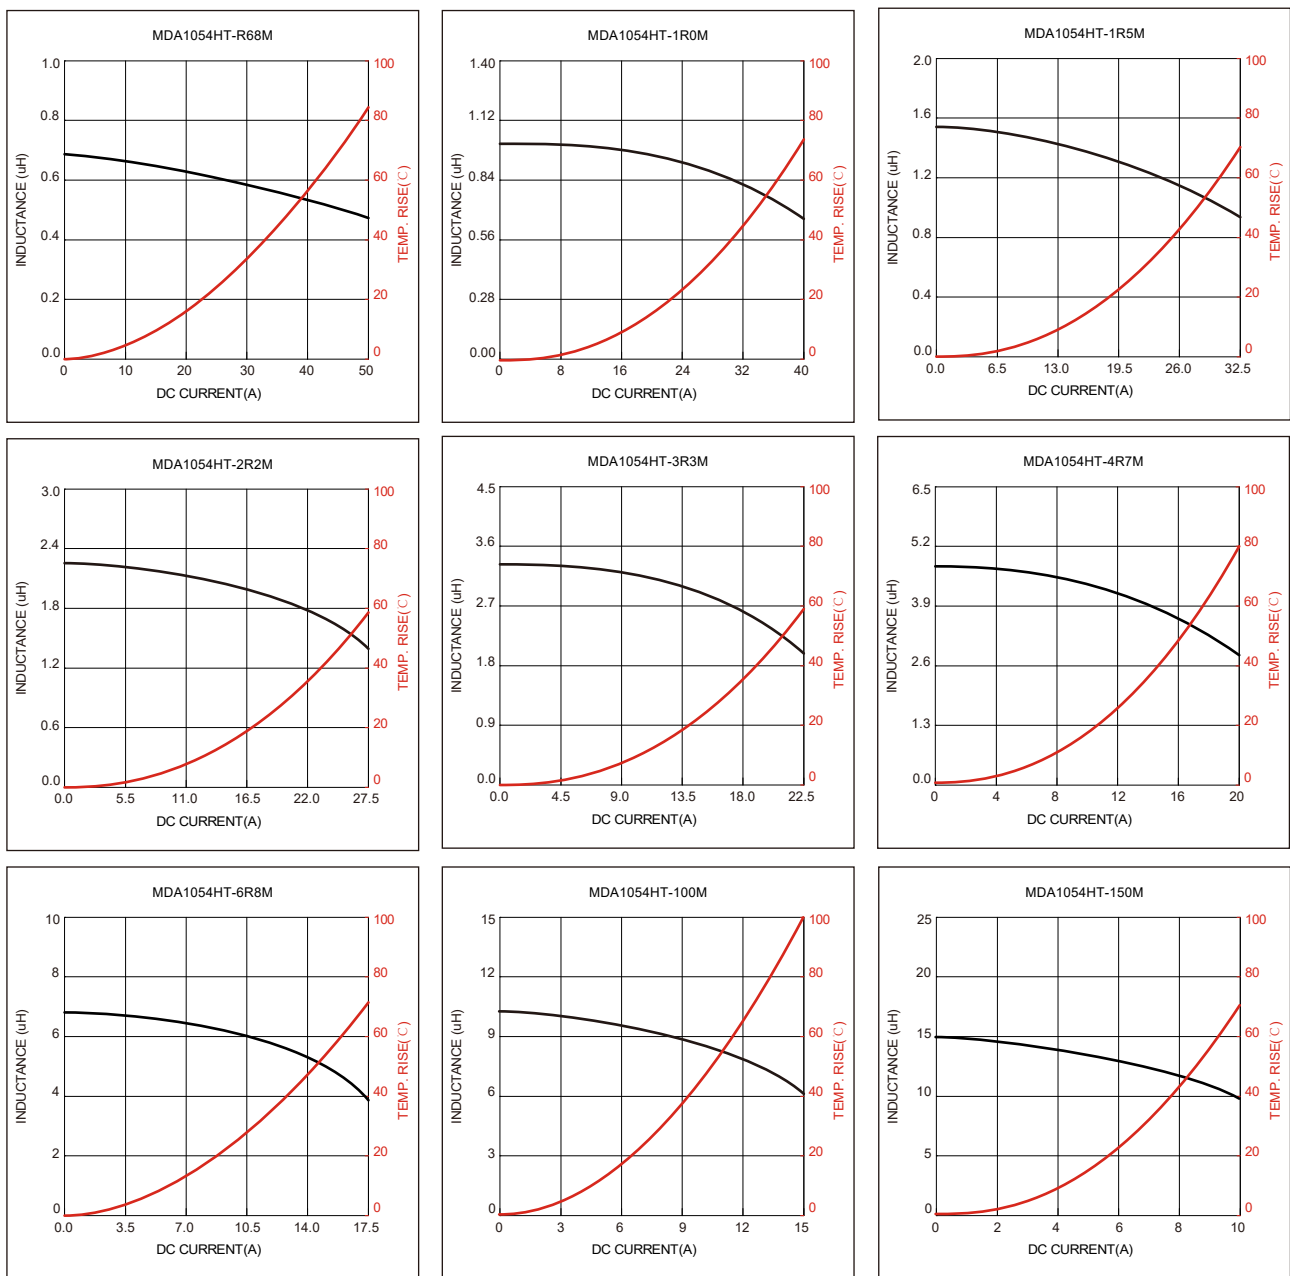 MDA1054HT-R68M
INDUCTANCE (uH)
1.0
0.8
0.6
0.4
0.2
0.0
100
80
60
40
20
0
TEMP. RISE(℃)
0 10 20 30 40 50
DC CURRENT(A)
MDA1054HT-1R0M
INDUCTANCE (uH)
1.40
1.12
0.84
0.56
0.28
0.00
100
80
60
40
20
0
TEMP. RISE(℃)
0 8 16 24 32 40
DC CURRENT(A)
MDA1054HT-1R5M
INDUCTANCE (uH)
2.0
1.6
1.2
0.8
0.4
0.0
100
80
60
40
20
0
TEMP. RISE(℃)
0.0 6.5 13.0 19.5 26.0 32.5
DC CURRENT(A)
MDA1054HT-2R2M
INDUCTANCE (uH)
3.0
2.4
1.8
1.2
0.6
0.0
100
80
60
40
20
0
TEMP. RISE(℃)
0.0 5.5 11.0 16.5 22.0 27.5
DC CURRENT(A)
MDA1054HT-3R3M
INDUCTANCE (uH)
4.5
3.6
2.7
1.8
0.9
0.0
100
80
60
40
20
0
TEMP. RISE(℃)
0.0 4.5 9.0 13.5 18.0 22.5
DC CURRENT(A)
MDA1054HT-4R7M
INDUCTANCE (uH)
6.5
5.2
3.9
2.6
1.3
0.0
100
80
60
40
20
0
TEMP. RISE(℃)
0 4 8 12 16 20
DC CURRENT(A)
MDA1054HT-6R8M
INDUCTANCE (uH)
10
8
6
4
2
0
100
80
60
40
20
0
TEMP. RISE(℃)
0.0 3.5 7.0 10.5 14.0 17.5
DC CURRENT(A)
MDA1054HT-100M
INDUCTANCE (uH)
15
12
9
6
3
0
100
80
60
40
20
0
TEMP. RISE(℃)
0 3 6 9 12 15
DC CURRENT(A)
MDA1054HT-150M
INDUCTANCE (uH)
25
20
15
10
5
0
100
80
60
40
20
0
TEMP. RISE(℃)
0 2 4 6 8 10
DC CURRENT(A)